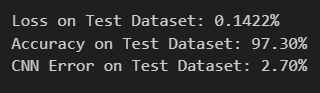 Loss on Test Dataset: 0.1422%
Accuracy on Test Dataset: 97.30%
CNN Error on Test Dataset: 2.70%